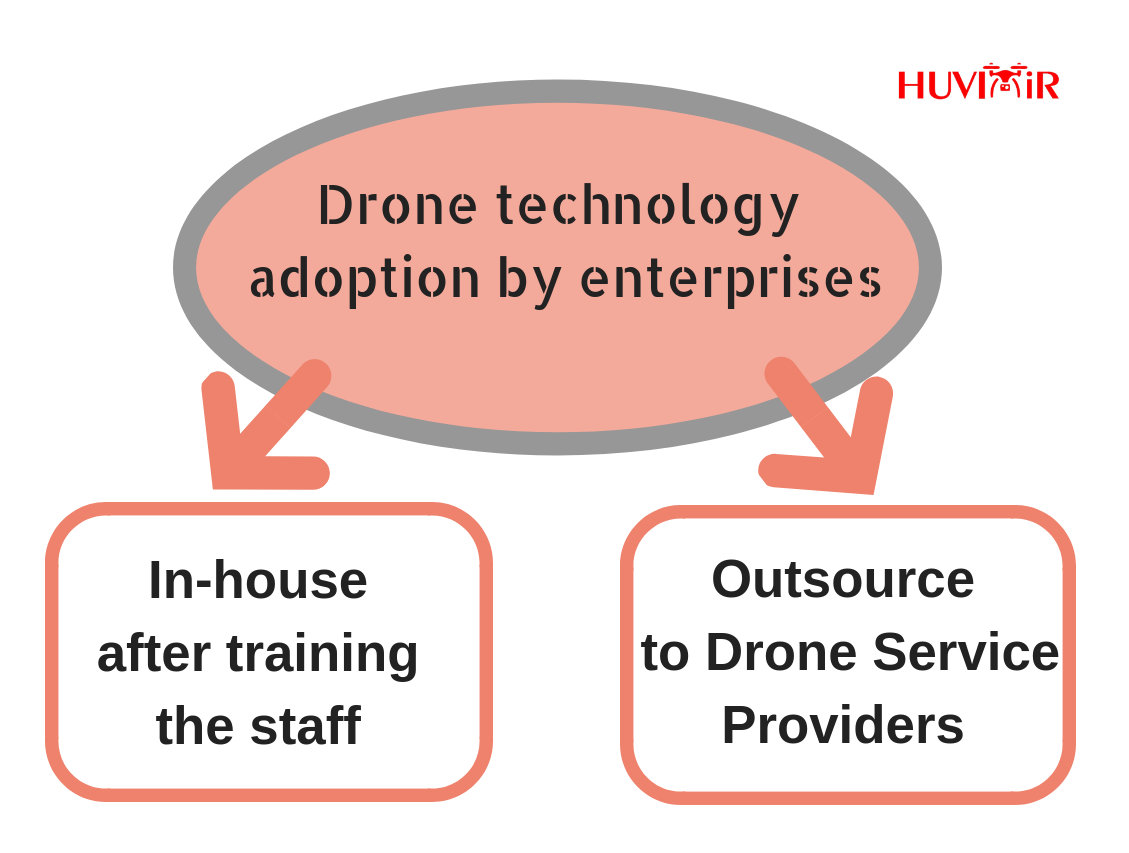 HUVIAiR
Drone technology
adoption by enterprises
In-house
after training
the staff
Outsource
to Drone Service
Providers